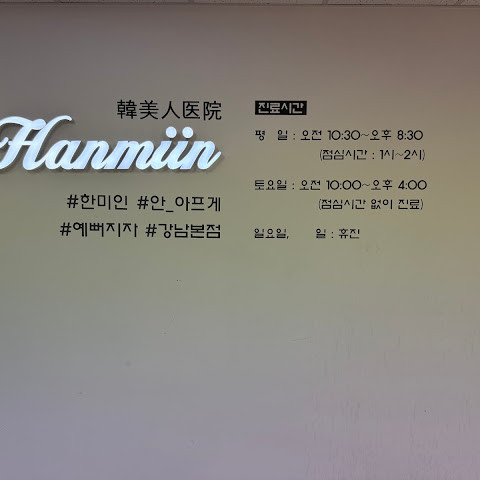 韓美人医院
Hanmiin
#한미인 #안_아프게
#예뻐지자 #강남본점
진료시간
평 일 : 오전 10:30~오후 8:30
(점심시간 : 1시~2시)
토요일 : 오전 10:00~오후 4:00
(점심시간 없이 진료)
일요일, 일 : 휴진